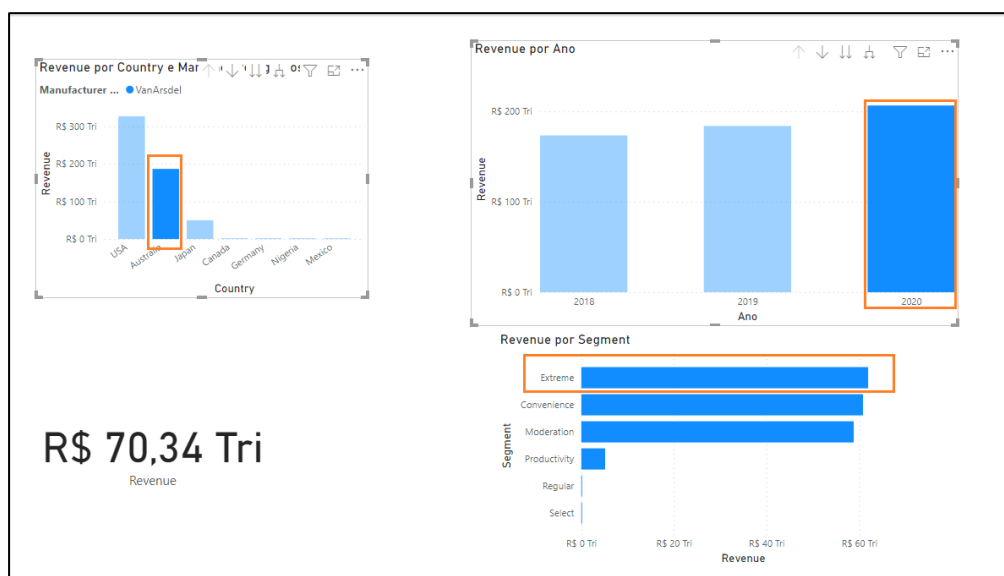 Revenue por Country e Mar
Manufacturer ... VanArsdel
R$ 300 Tri
R$ 200 Tri
R$ 100 Tri
R$ 0 Tri
Revenue
USA
Australia
Japan
Canada
Germany
Nigeria
Mexico
Country
Revenue por Ano
R$ 200 Tri
R$ 100 Tri
R$ 0 Tri
Revenue
2018 2019 2020
Ano
R$ 70,34 Tri
Revenue
Revenue por Segment
Segment
Extreme
Convenience
Moderation
Productivity
Regular
Select
R$ 0 Tri R$ 20 Tri R$ 40 Tri R$ 60 Tri
Revenue